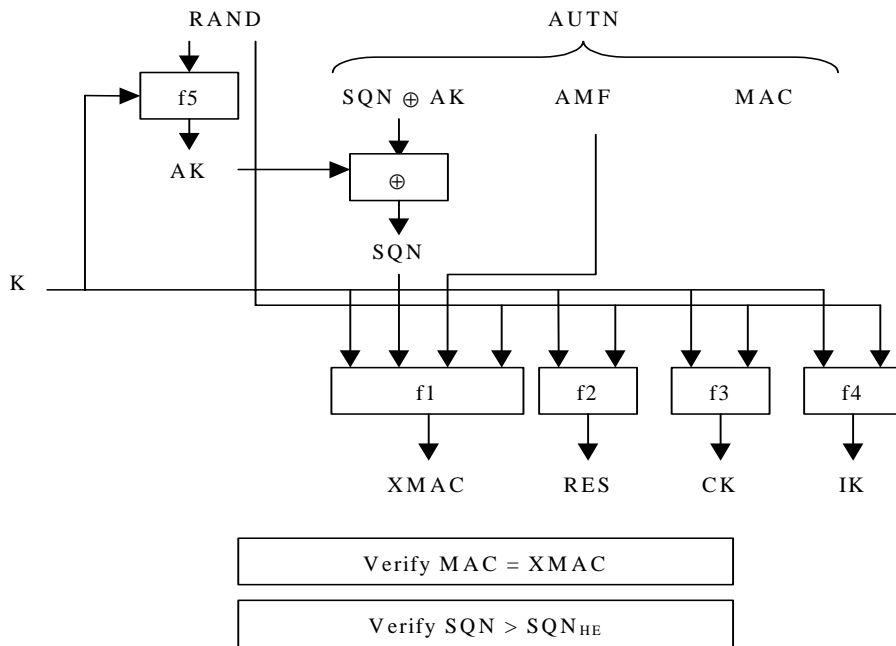 RAND
AUTN
f5
SQN ⊕ AK
AMF
MAC
AK
⊕
SQN
K
f1
f2
f3
f4
XMAC
RES
CK
IK
Verify MAC = XMAC
Verify SQN > SQNHE